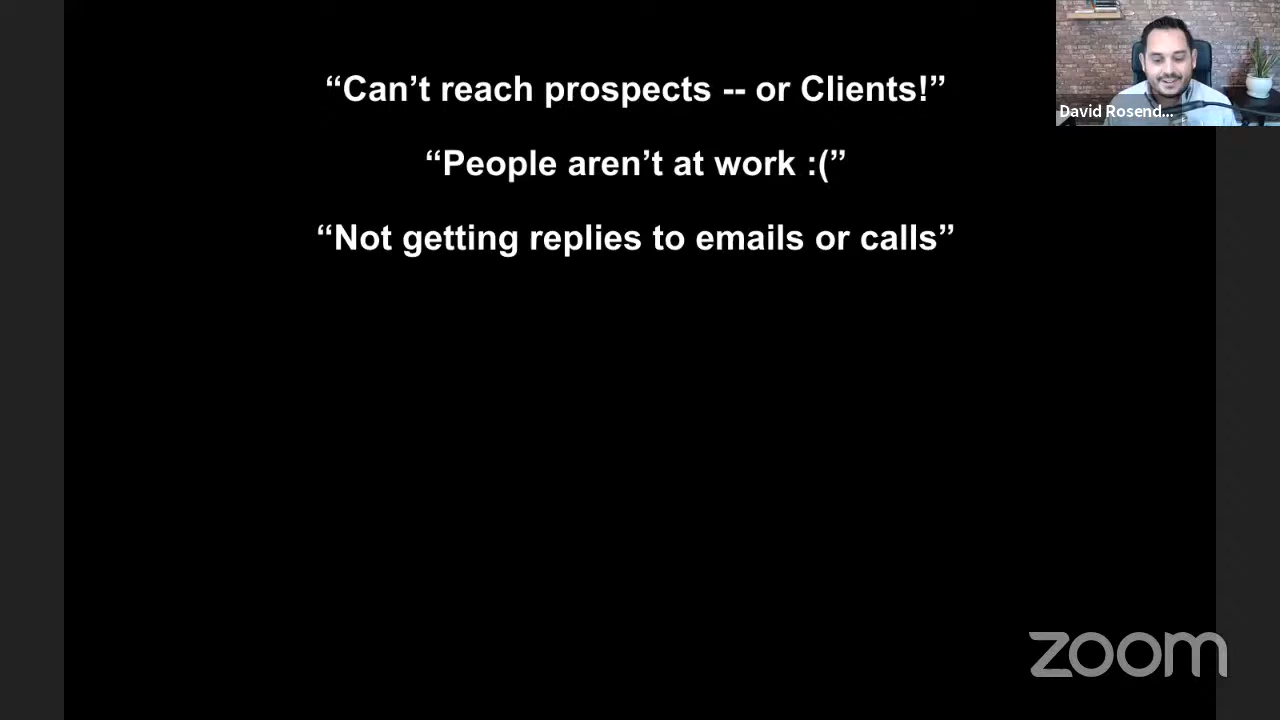 “Can’t reach prospects -- or Clients!”
David Rosend...
“People aren’t at work :(”
“Not getting replies to emails or calls”
zoom